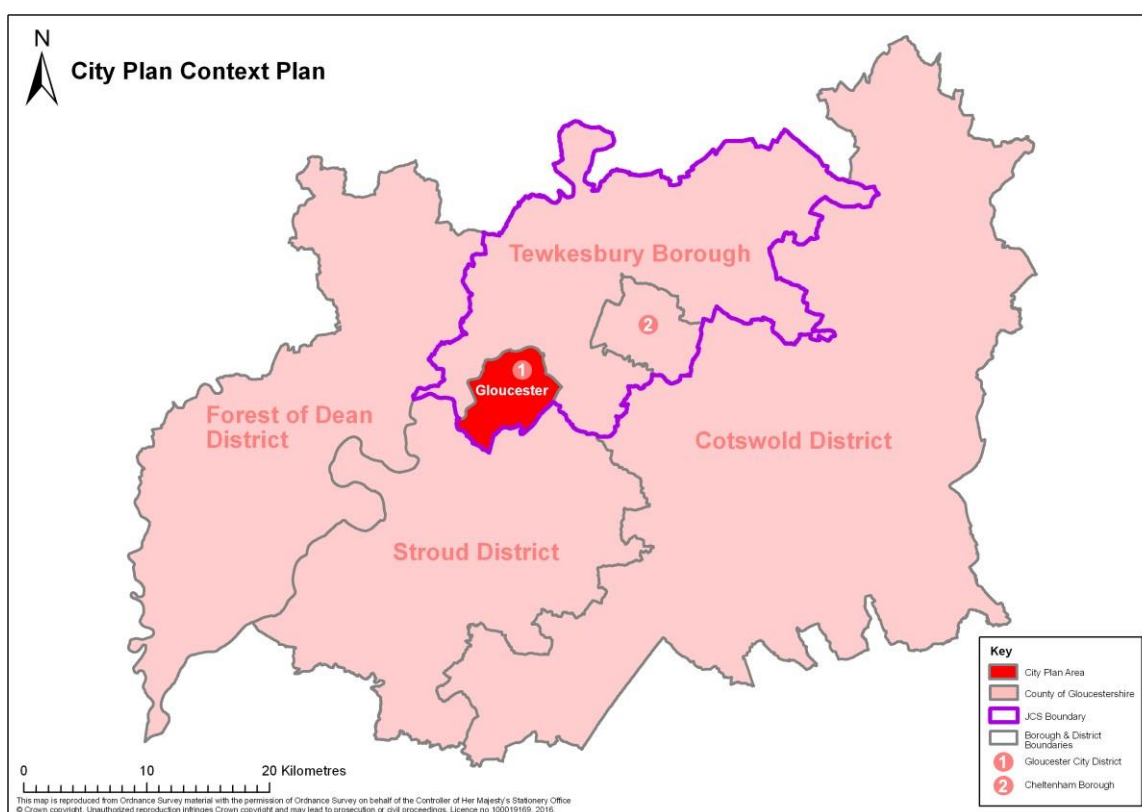 N
City Plan Context Plan
Tewkesbury Borough
2
1
Gloucester
Forest of Dean
District
Cotswold District
Stroud District
Key
City Plan Area
County of Gloucestershire
JCS Boundary
Borough & District
Boundaries
1 Gloucester City District
2 Cheltenham Borough
0 10 20 Kilometres
This map is reproduced from Ordnance Survey material with the permission of Ordnance Survey on behalf of the Controller of Her Majesty's Stationery Office
© Crown copyright. Unauthorized reproduction infringes Crown copyright and may lead to prosecution or civil proceedings. Licence no 100019169. 2016.